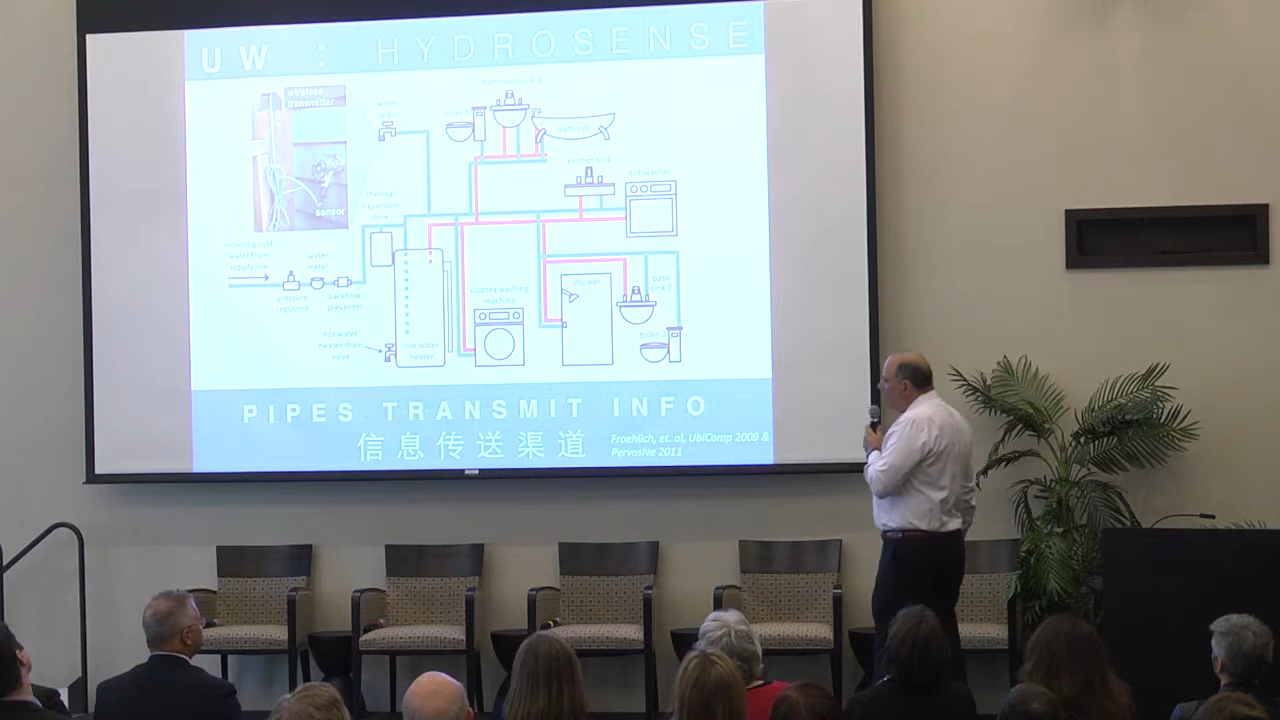 UW : HYDROSENSE
wireless
transmitter
sensor
water
spigot
thermal
expansion
tank
bathroom sink 1
toilet 1
bathtub
kitchen sink
dishwasher
incoming cold
water from
supply line
water
meter
pressure
regulator
backflow
preventer
hot water
heater drain
valve
hot water
heater
clothes washing
machine
shower
bath
sink 2
toilet 2
PIPES TRANSMIT INFO
信息传送渠道
Froehlich, et. al, UbiComp 2009 &
Pervasive 2011